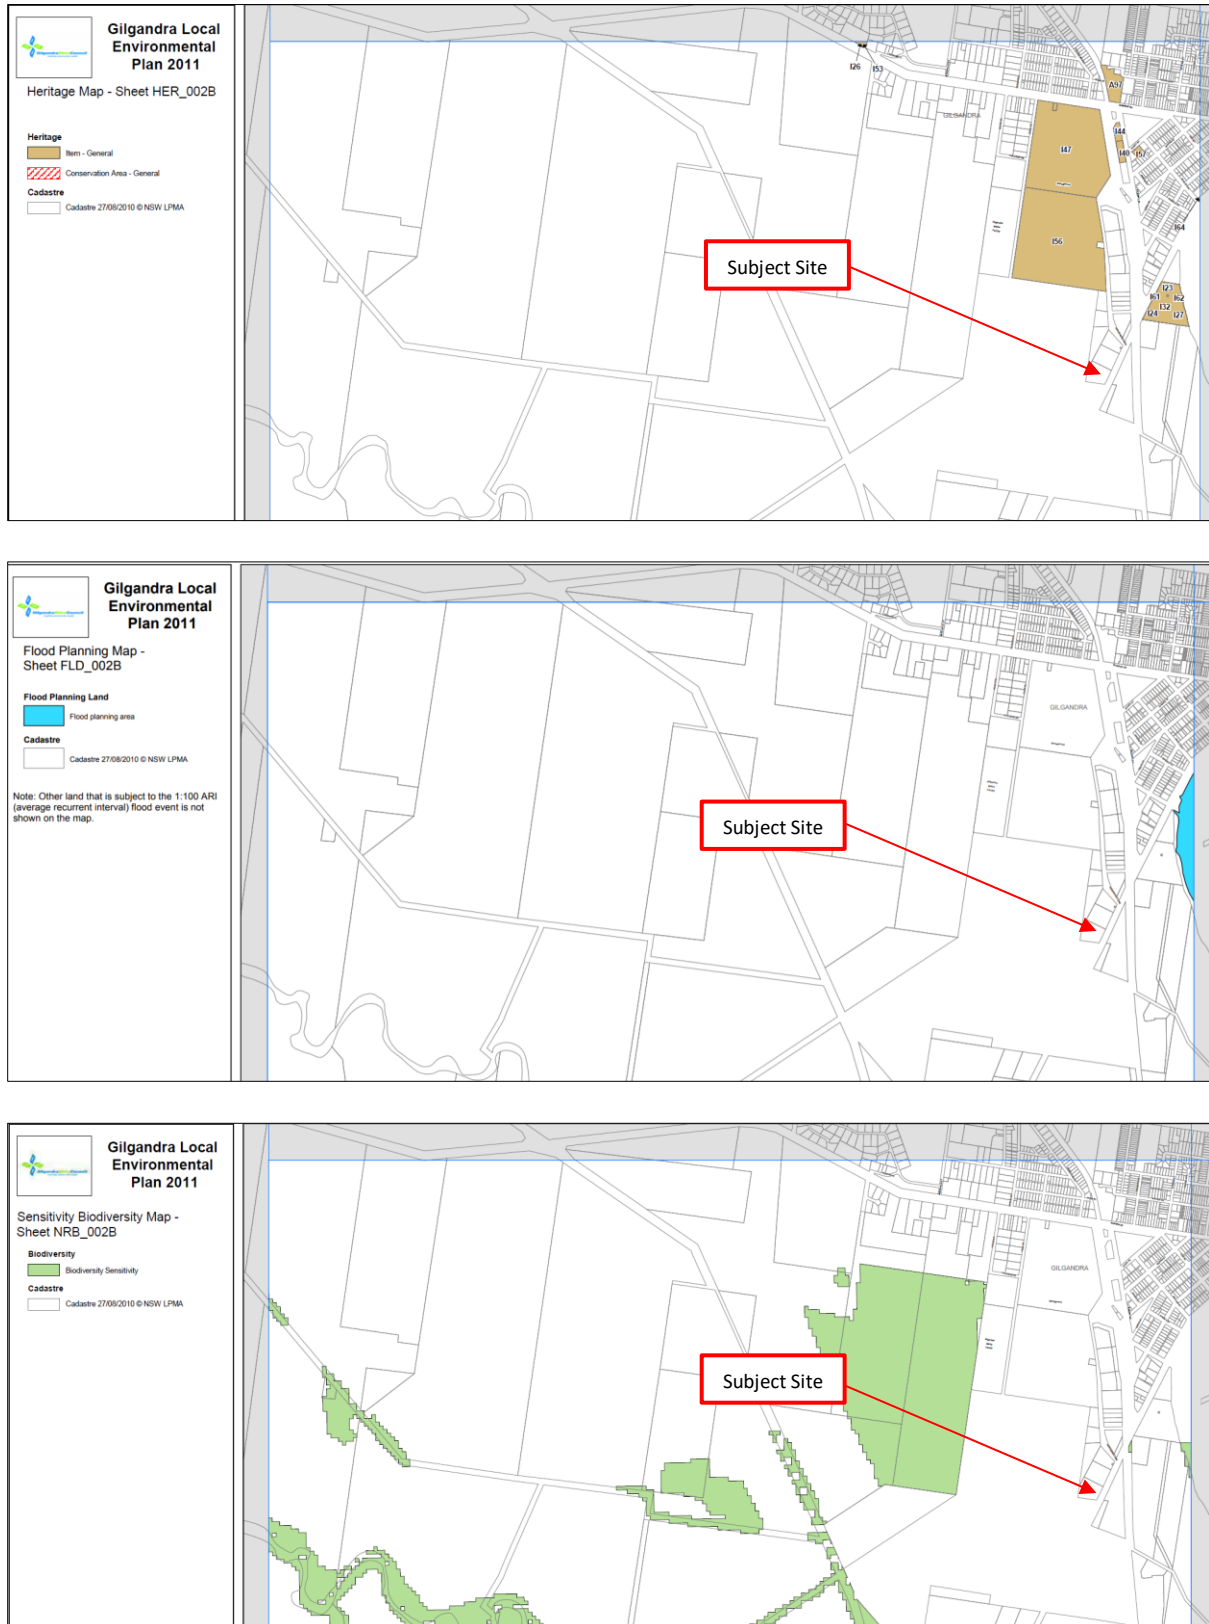 Gilgandra Local
Environmental
Plan 2011
Heritage Map - Sheet HER_002B
Heritage
Item - General
Conservation Area - General
Cadastre
Cadastre 27/08/2010 © NSW LPMA
I26
I53
A97
GILGANDRA
I44
I47
I40
I57
I56
I64
Subject Site
I23
I61
I62
I32
I24
I27
Gilgandra Local
Environmental
Plan 2011
Flood Planning Map -
Sheet FLD_002B
Flood Planning Land
Flood planning area
Cadastre
Cadastre 27/08/2010 © NSW LPMA
Note: Other land that is subject to the 1:100 ARI
(average recurrent interval) flood event is not
shown on the map.
GILGANDRA
Subject Site
Gilgandra Local
Environmental
Plan 2011
Sensitivity Biodiversity Map -
Sheet NRB_002B
Biodiversity
Biodiversity Sensitivity
Cadastre
Cadastre 27/08/2010 © NSW LPMA
GILGANDRA
Subject Site